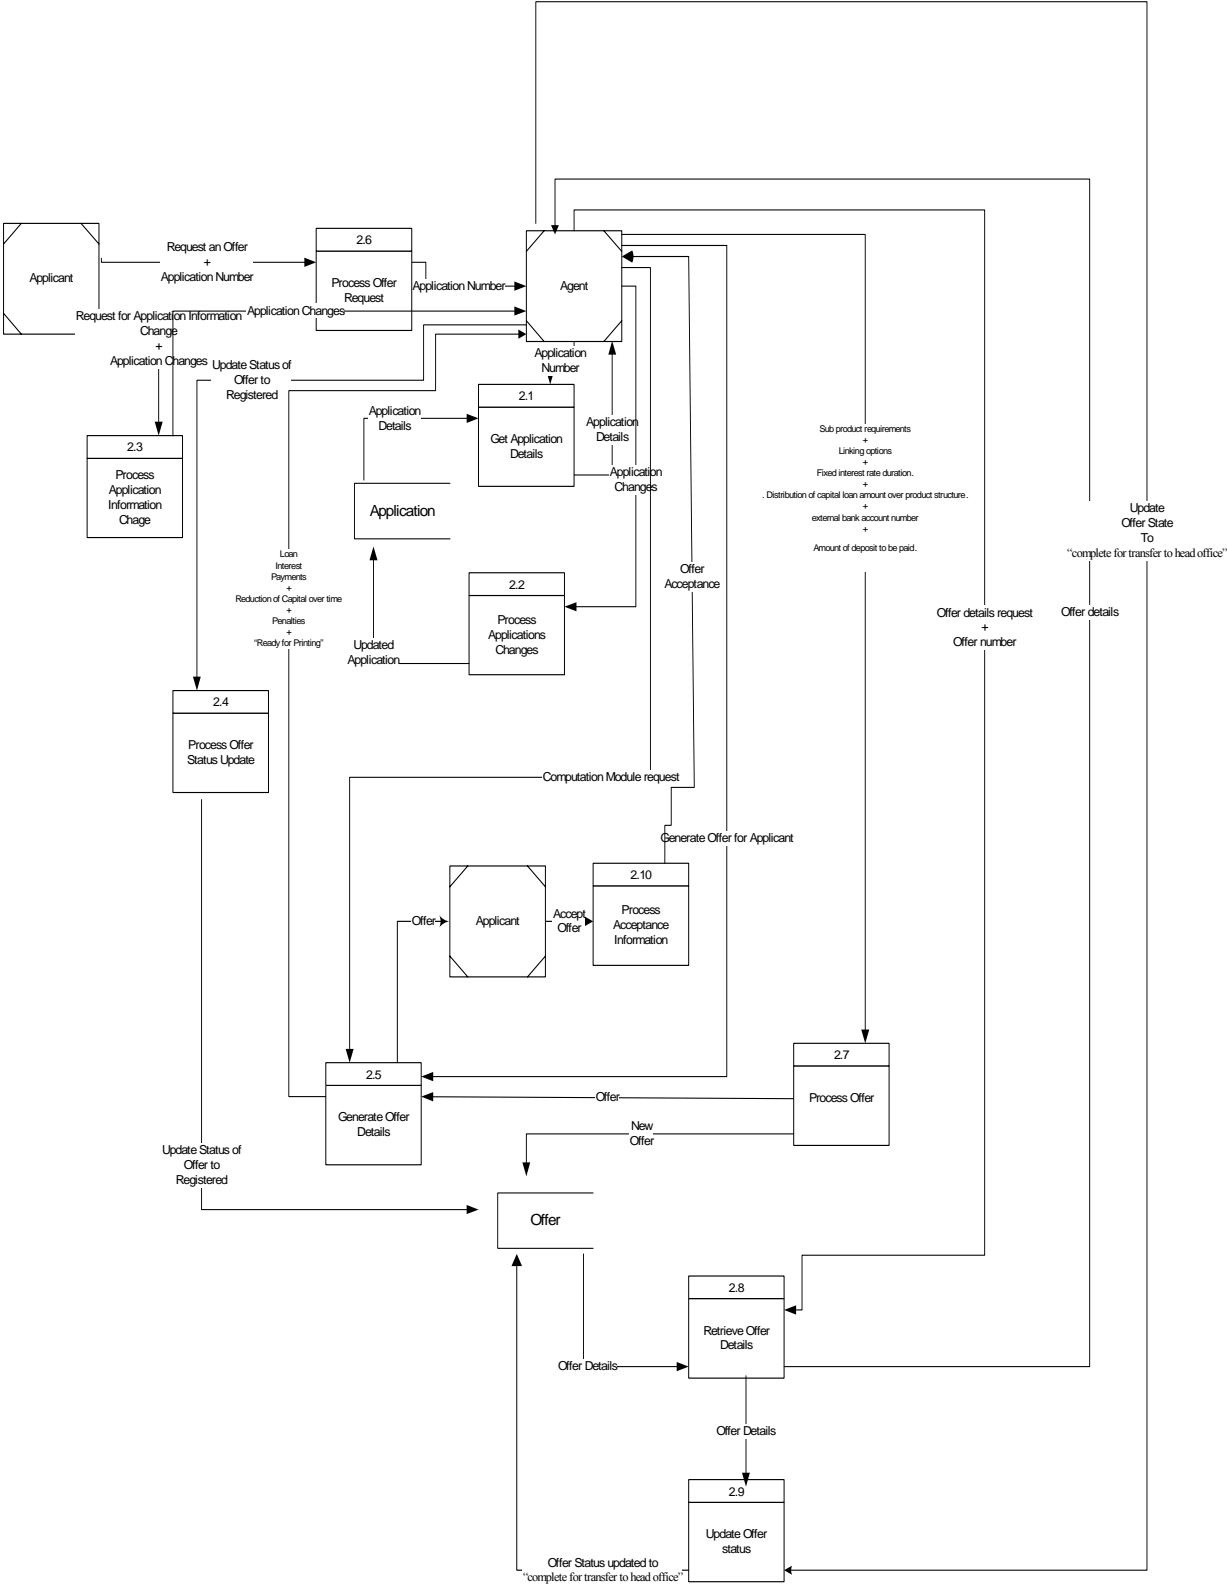 Applicant
Request an Offer
+
Application Number
2.6
Process Offer
Request
Application Number
Agent
Request for Application Information
Change
+
Application Changes
Application Changes
Update Status of
Offer to
Registered
Application
Number
2.1
Get Application
Details
Application
Details
Application
Details
Application
Changes
2.3
Process
Application
Information
Chage
Application
Sub product requirements
+
Linking options
+
Fixed interest rate duration.
+
. Distribution of capital loan amount over product structure.
+
external bank account number
+
Amount of deposit to be paid.
Update
Offer State
To
“complete for transfer to head office”
Loan
Interest
Payments
+
Reduction of Capital over time
+
Penalties
+
“Ready for Printing”
2.2
Process
Applications
Changes
Offer
Acceptance
Updated
Application
Offer details request
+
Offer number
Offer details
2.4
Process Offer
Status Update
Computation Module request
Generate Offer for Applicant
Offer
Applicant
Accept
Offer
2.10
Process
Acceptance
Information
2.5
Generate Offer
Details
Offer
2.7
Process Offer
New
Offer
Update Status of
Offer to
Registered
Offer
2.8
Retrieve Offer
Details
Offer Details
Offer Details
2.9
Update Offer
status
Offer Status updated to
“complete for transfer to head office”